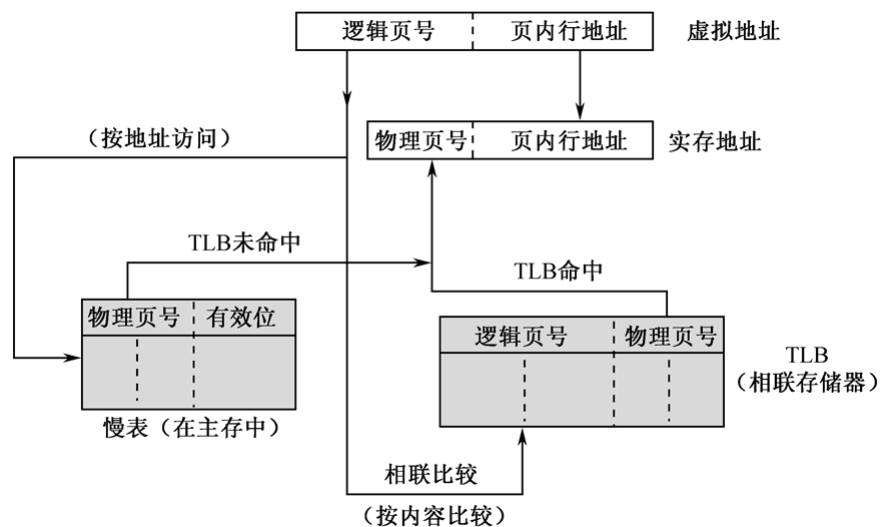 逻辑页号 页内行地址 虚拟地址
（按地址访问）
物理页号 页内行地址 实存地址
TLB未命中
TLB命中
物理页号 有效位
逻辑页号 物理页号
TLB
（相联存储器）
慢表（在主存中）
相联比较
（按内容比较）